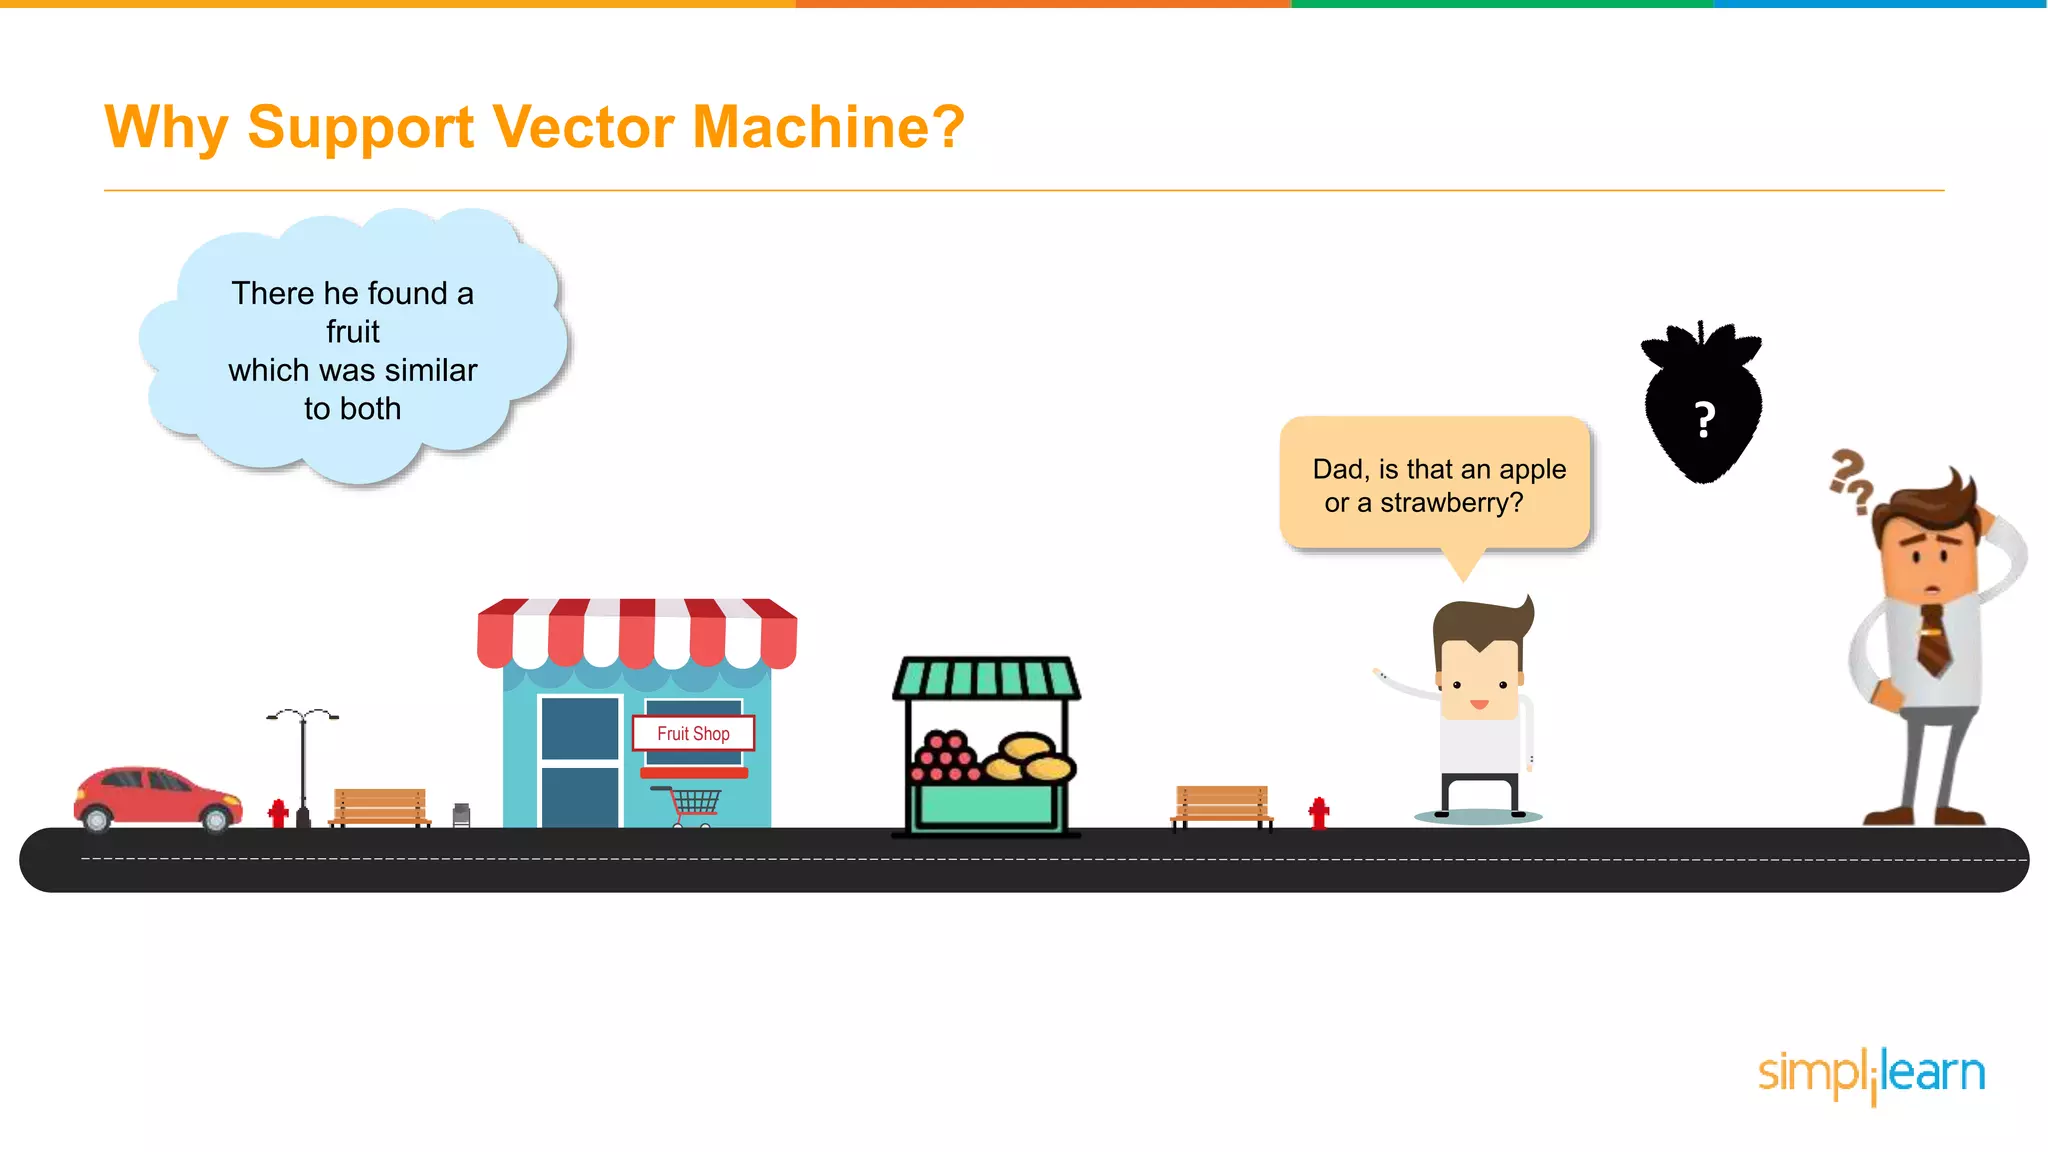 Why Support Vector Machine?
There he found a
fruit
which was similar
to both
?
Dad, is that an apple
or a strawberry?
??
Fruit Shop
simplilearn